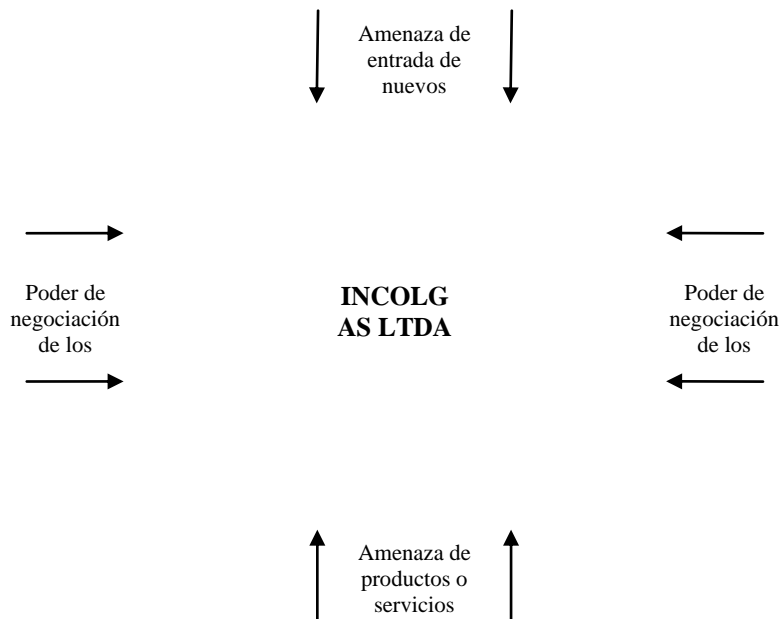 Amenaza de
entrada de
nuevos
Poder de
negociación
de los
INCOLG
AS LTDA
Poder de
negociación
de los
Amenaza de
productos o
servicios